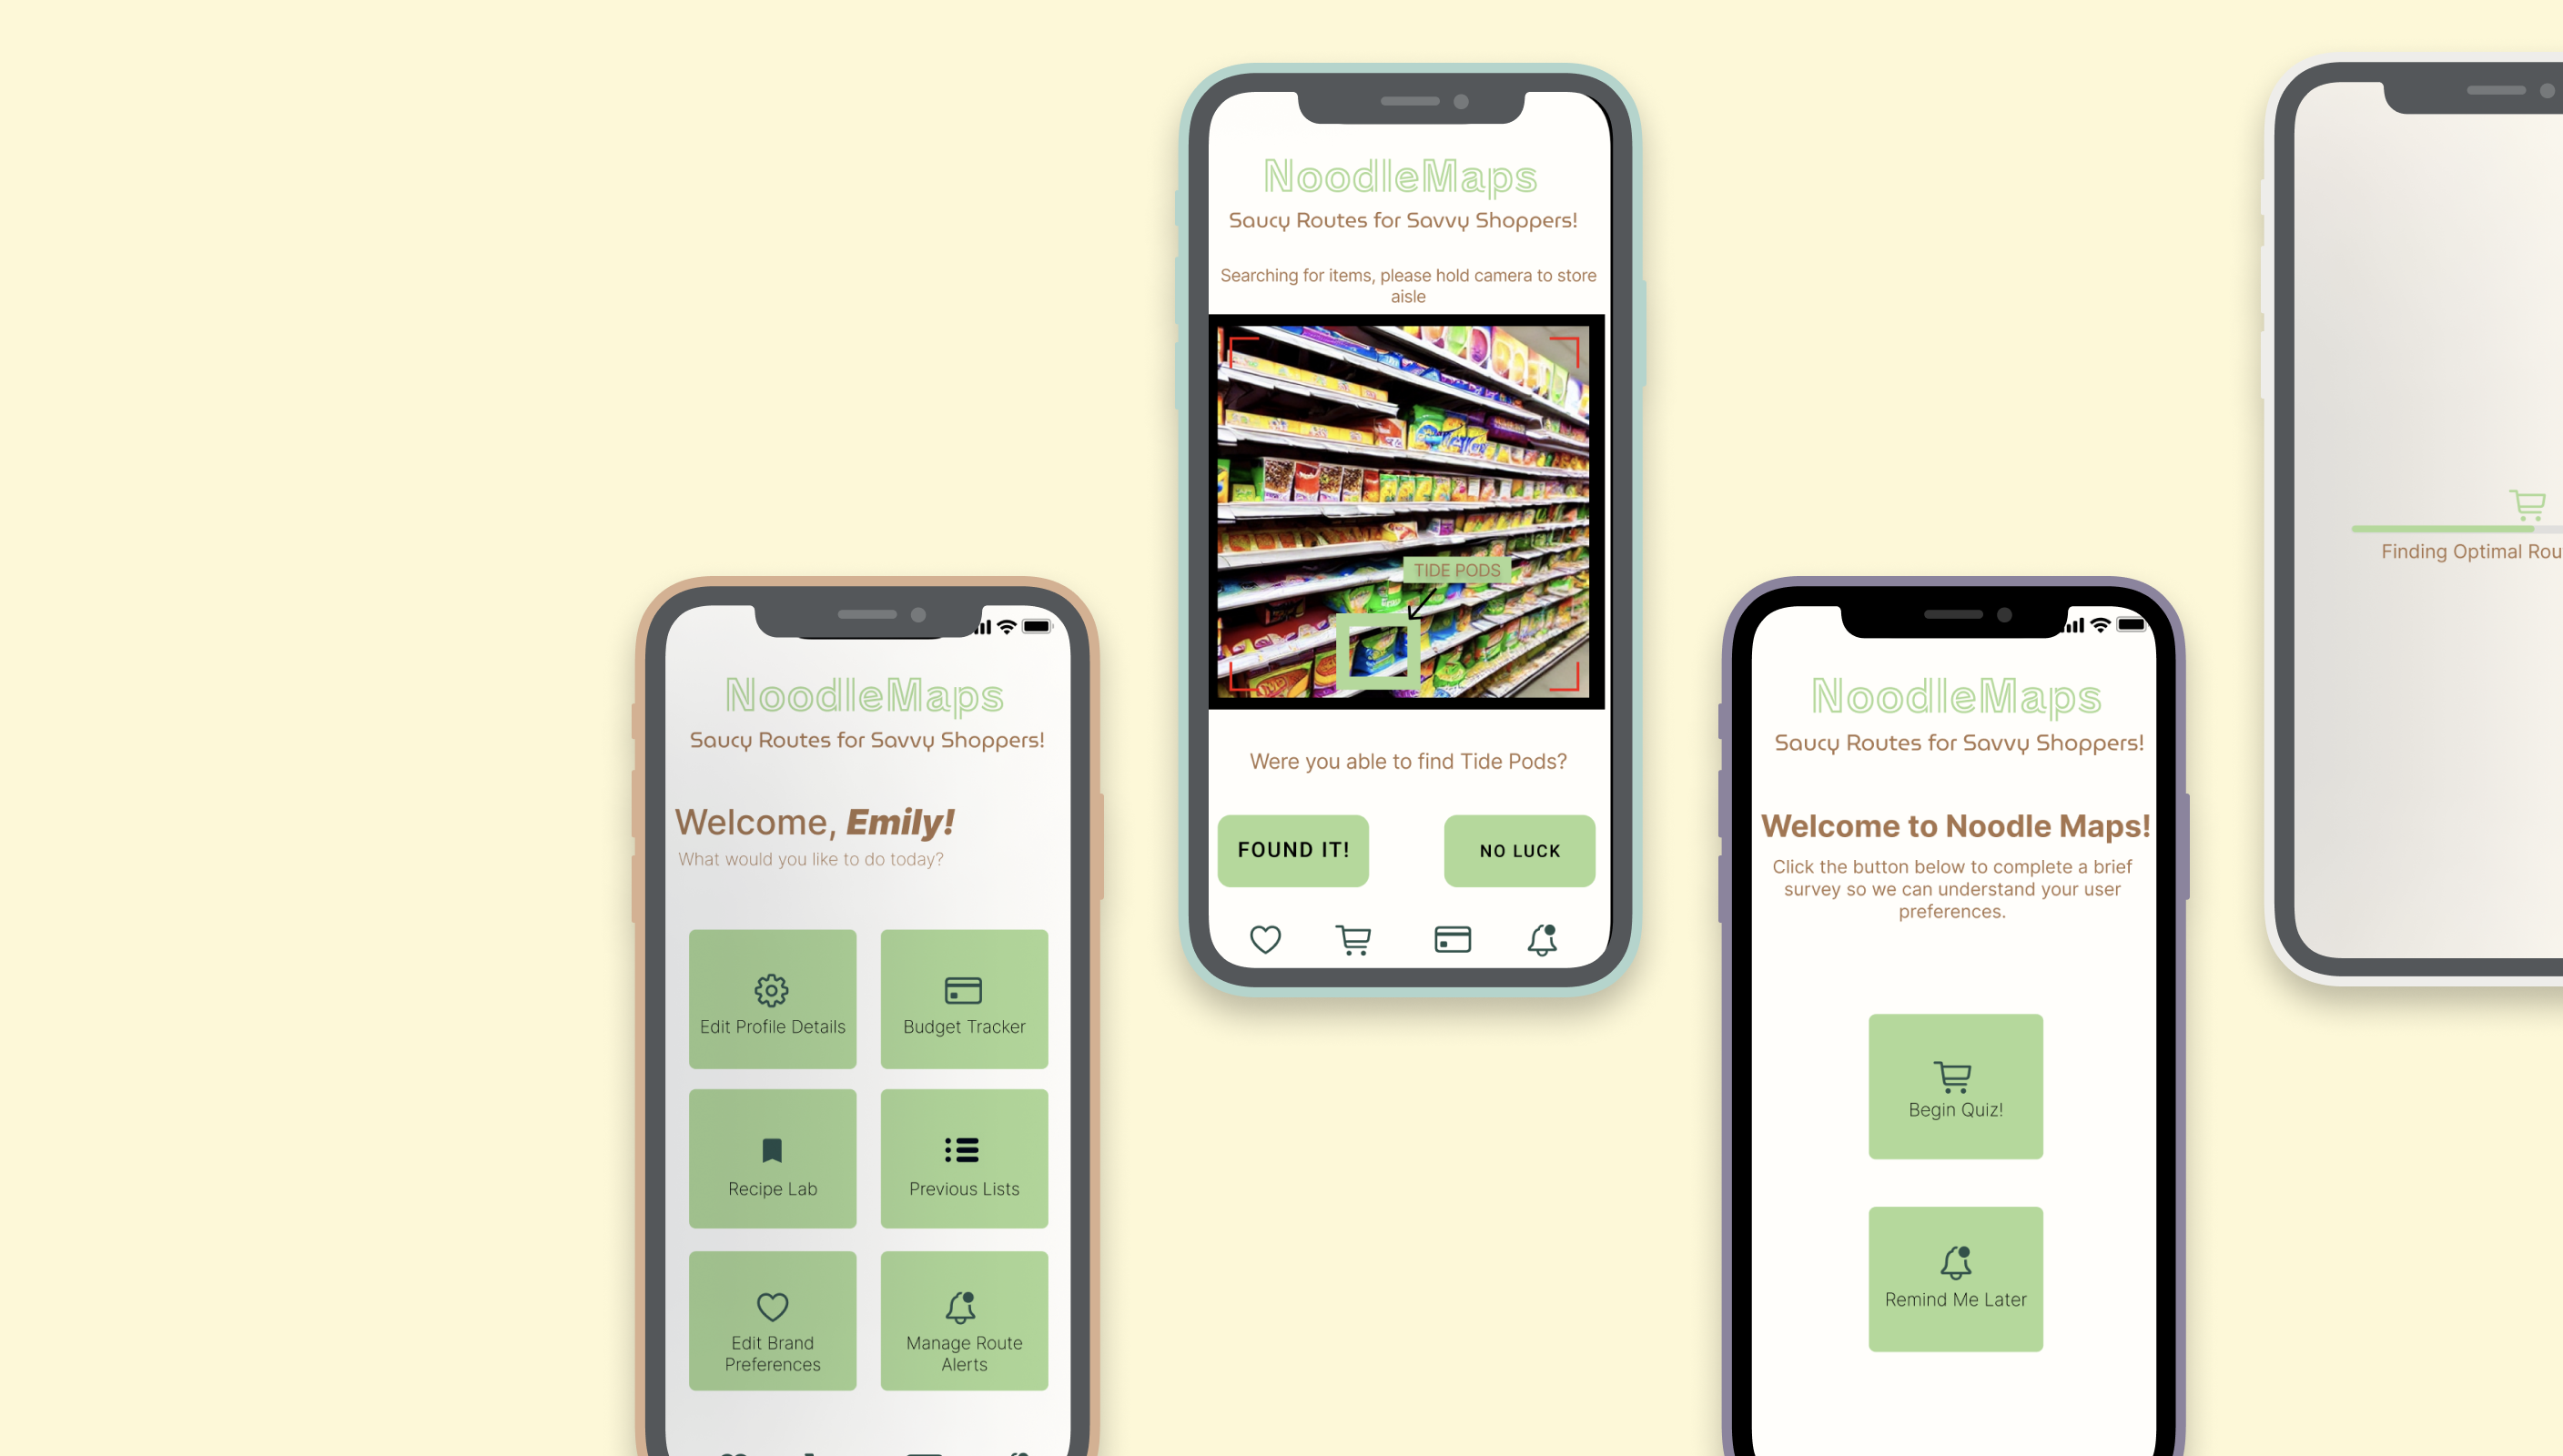 NoodleMaps
Saucy Routes for Savvy Shoppers!
Welcome, Emily!
What would you like to do today?
Edit Profile Details
Budget Tracker
Recipe Lab
Previous Lists
Edit Brand
Preferences
Manage Route
Alerts
NoodleMaps
Saucy Routes for Savvy Shoppers!
Searching for items, please hold camera to store
aisle
TIDE PODS
Were you able to find Tide Pods?
FOUND IT!
NO LUCK
NoodleMaps
Saucy Routes for Savvy Shoppers!
Welcome to Noodle Maps!
Click the button below to complete a brief
survey so we can understand your user
preferences.
Begin Quiz!
Remind Me Later
Finding Optimal Rou